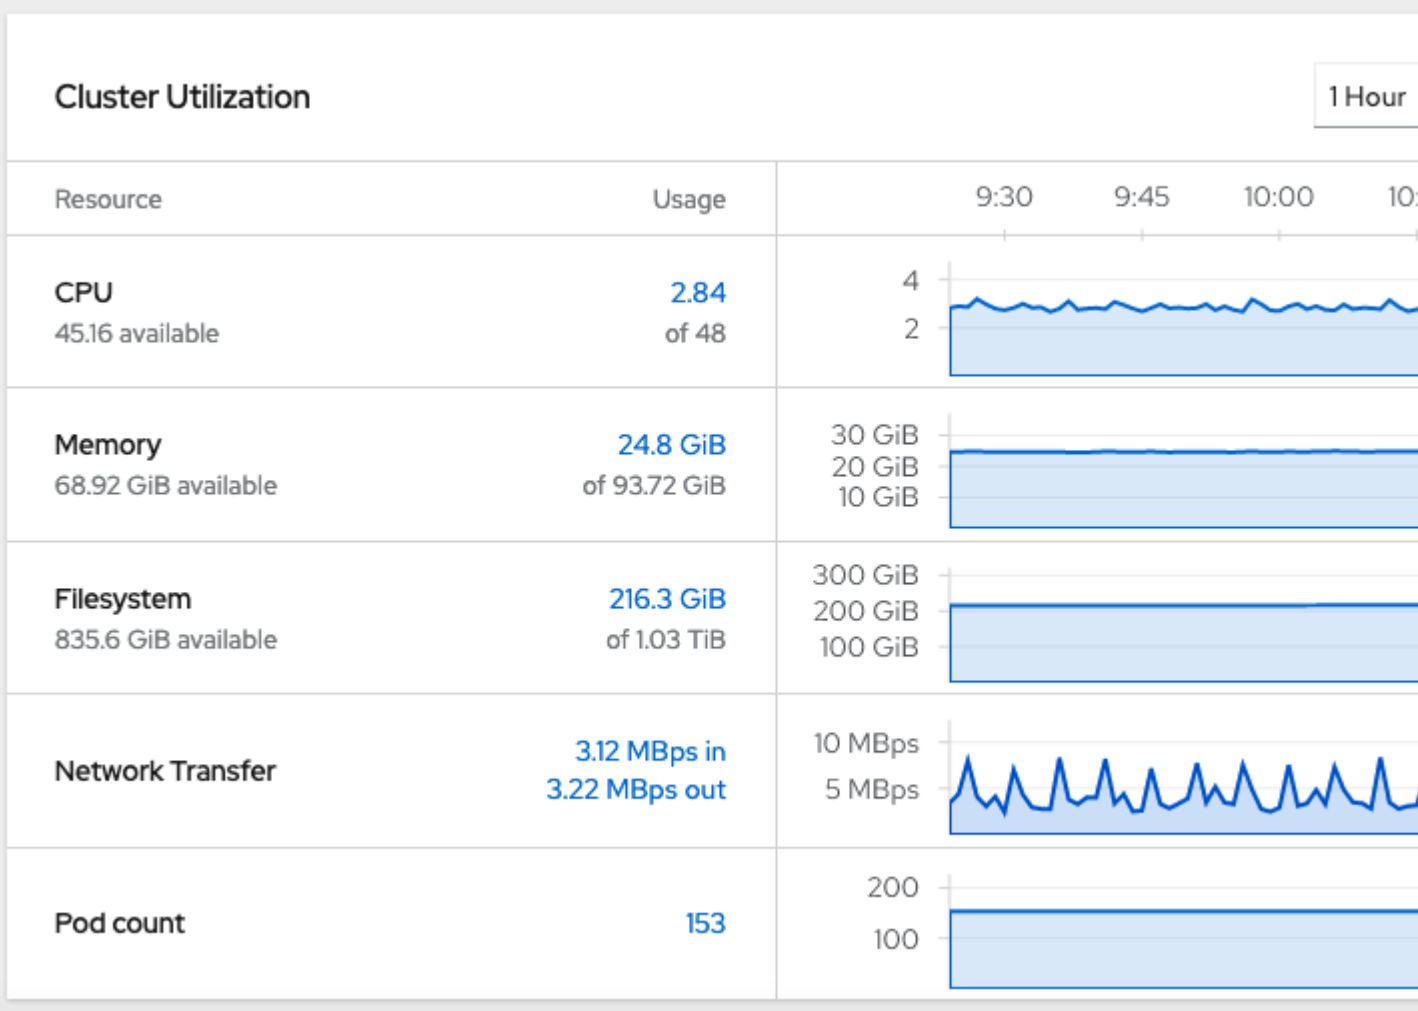 Cluster Utilization
1 Hour
Resource Usage 9:30 9:45 10:00
CPU 2.84
45.16 available of 48
4
2
Memory 24.8 GiB
68.92 GiB available of 93.72 GiB
30 GiB
20 GiB
10 GiB
Filesystem 216.3 GiB
835.6 GiB available of 1.03 TiB
300 GiB
200 GiB
100 GiB
Network Transfer
3.12 MBps in
3.22 MBps out
10 MBps
5 MBps
Pod count 153
200
100